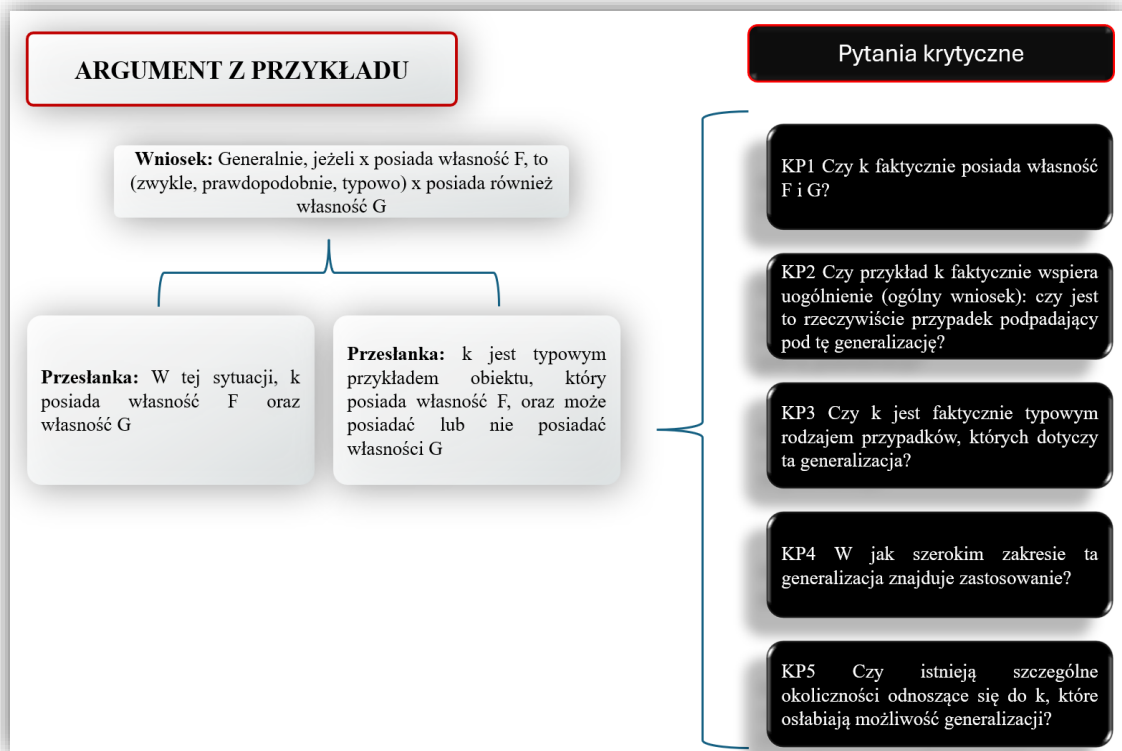 ARGUMENT Z PRZYKŁADU
Wniosek: Generalnie, jeżeli x posiada własność F, to
(zwykle, prawdopodobnie, typowo) x posiada również
własność G
Przesłanka: W tej sytuacji, k
posiada własność F oraz
własność G
Przesłanka: k jest typowym
przykładem obiektu, który
posiada własność F, oraz może
posiadać lub nie posiadać
własności G
Pytania krytyczne
KP1 Czy k faktycznie posiada własność
F i G?
KP2 Czy przykład k faktycznie wspiera
uogólnienie (ogólny wniosek): czy jest
to rzeczywiście przypadek podpadający
pod tę generalizację?
KP3 Czy k jest faktycznie typowym
rodzajem przypadków, których dotyczy
ta generalizacja?
KP4 W jak szerokim zakresie ta
generalizacja znajduje zastosowanie?
KP5 Czy istnieją szczególne
okoliczności odnoszące się do k, które
osłabiają możliwość generalizacji?